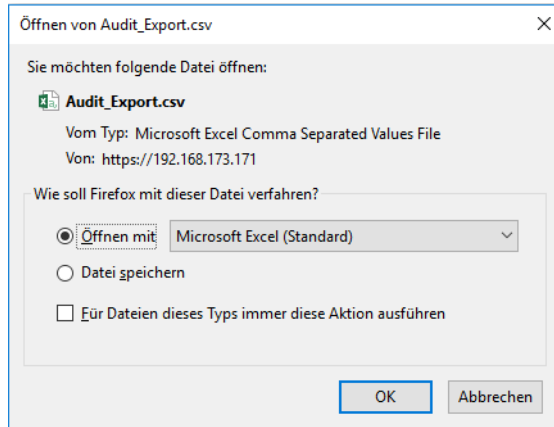 Öffnen von Audit_Export.csv
Sie möchten folgende Datei öffnen:
Audit_Export.csv
Vom Typ: Microsoft Excel Comma Separated Values File
Von: https://192.168.173.171
Wie soll Firefox mit dieser Datei verfahren?
Öffnen mit Microsoft Excel (Standard)
Datei speichern
Für Dateien dieses Typs immer diese Aktion ausführen
OK Abbrechen